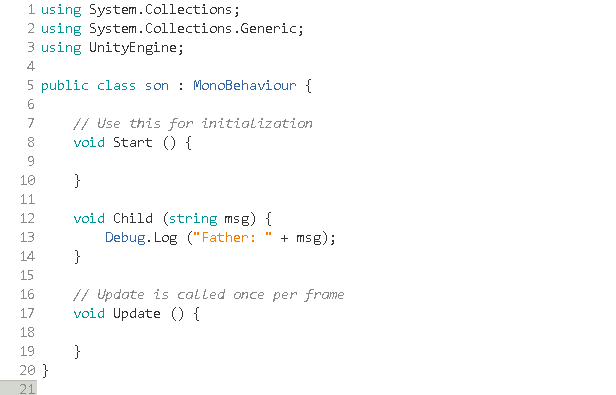 1 using System.Collections;
2 using System.Collections.Generic;
3 using UnityEngine;
4
5 public class son : MonoBehaviour {
6
7     // Use this for initialization
8     void Start () {
9
10     }
11
12     void Child (string msg) {
13         Debug.Log ("Father: " + msg);
14     }
15
16     // Update is called once per frame
17     void Update () {
18
19     }
20 }
21